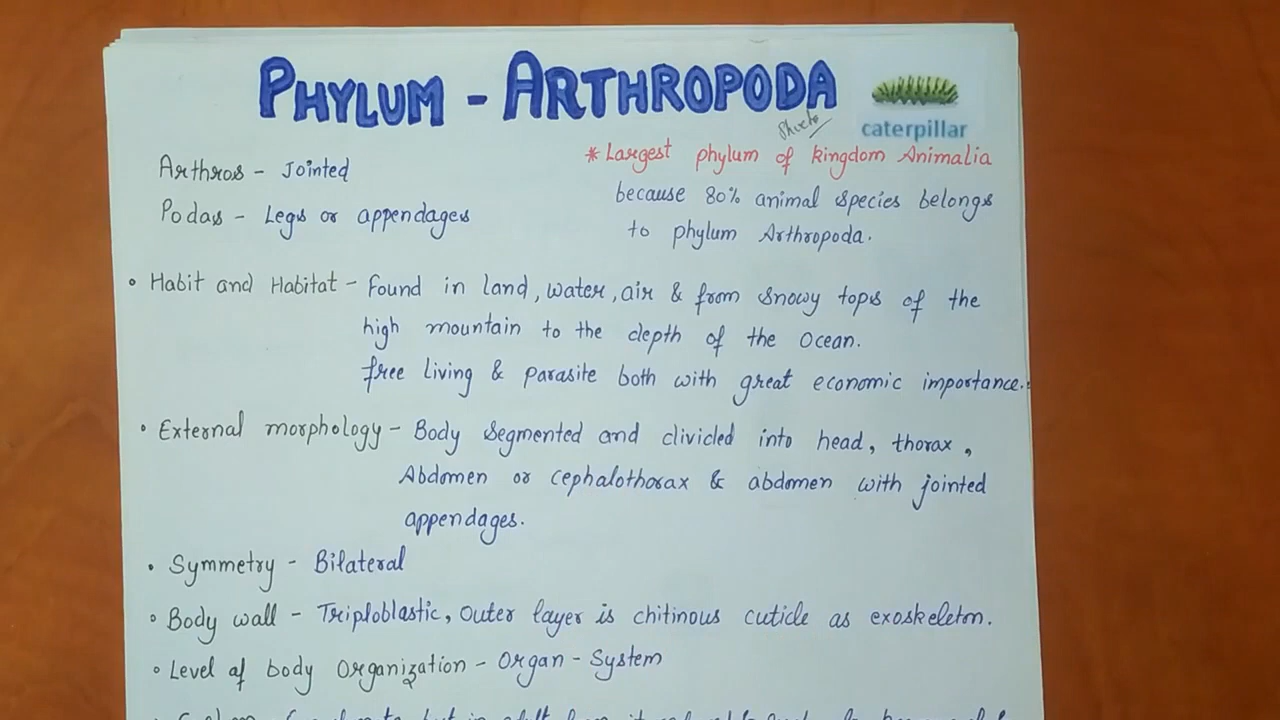 PHYLUM - ARTHROPODA
caterpillar
Arthros - Jointed
Podas - Legs or appendages
* Largest phylum of kingdom Animalia
because 80% animal species belongs
to phylum Arthropoda.
• Habit and Habitat - Found in land, water, air & from snowy tops of the
high mountain to the depth of the Ocean.
free living & parasite both with great economic importance.
• External morphology - Body segmented and divided into head, thorax,
Abdomen or cephalothorax & abdomen with jointed
appendages.
• Symmetry - Bilateral
• Body wall - Triploblastic, Outer layer is chitinous cuticle as exoskeleton.
• Level of body Organization - Organ - System